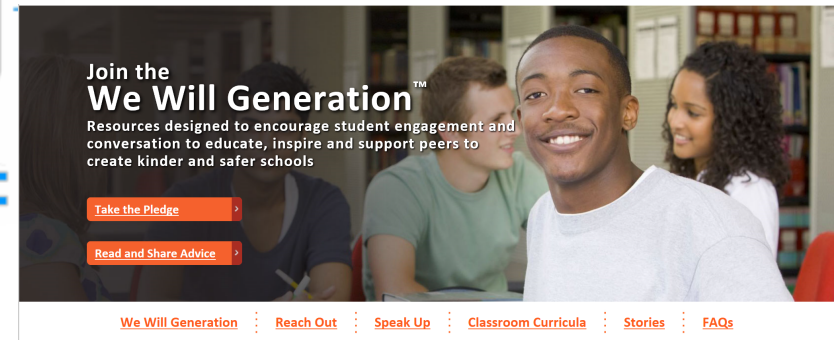 Join the
We Will Generation™
Resources designed to encourage student engagement and
conversation to educate, inspire and support peers to
create kinder and safer schools
Take the Pledge
Read and Share Advice
We Will Generation
Reach Out
Speak Up
Classroom Curricula
Stories
FAQs